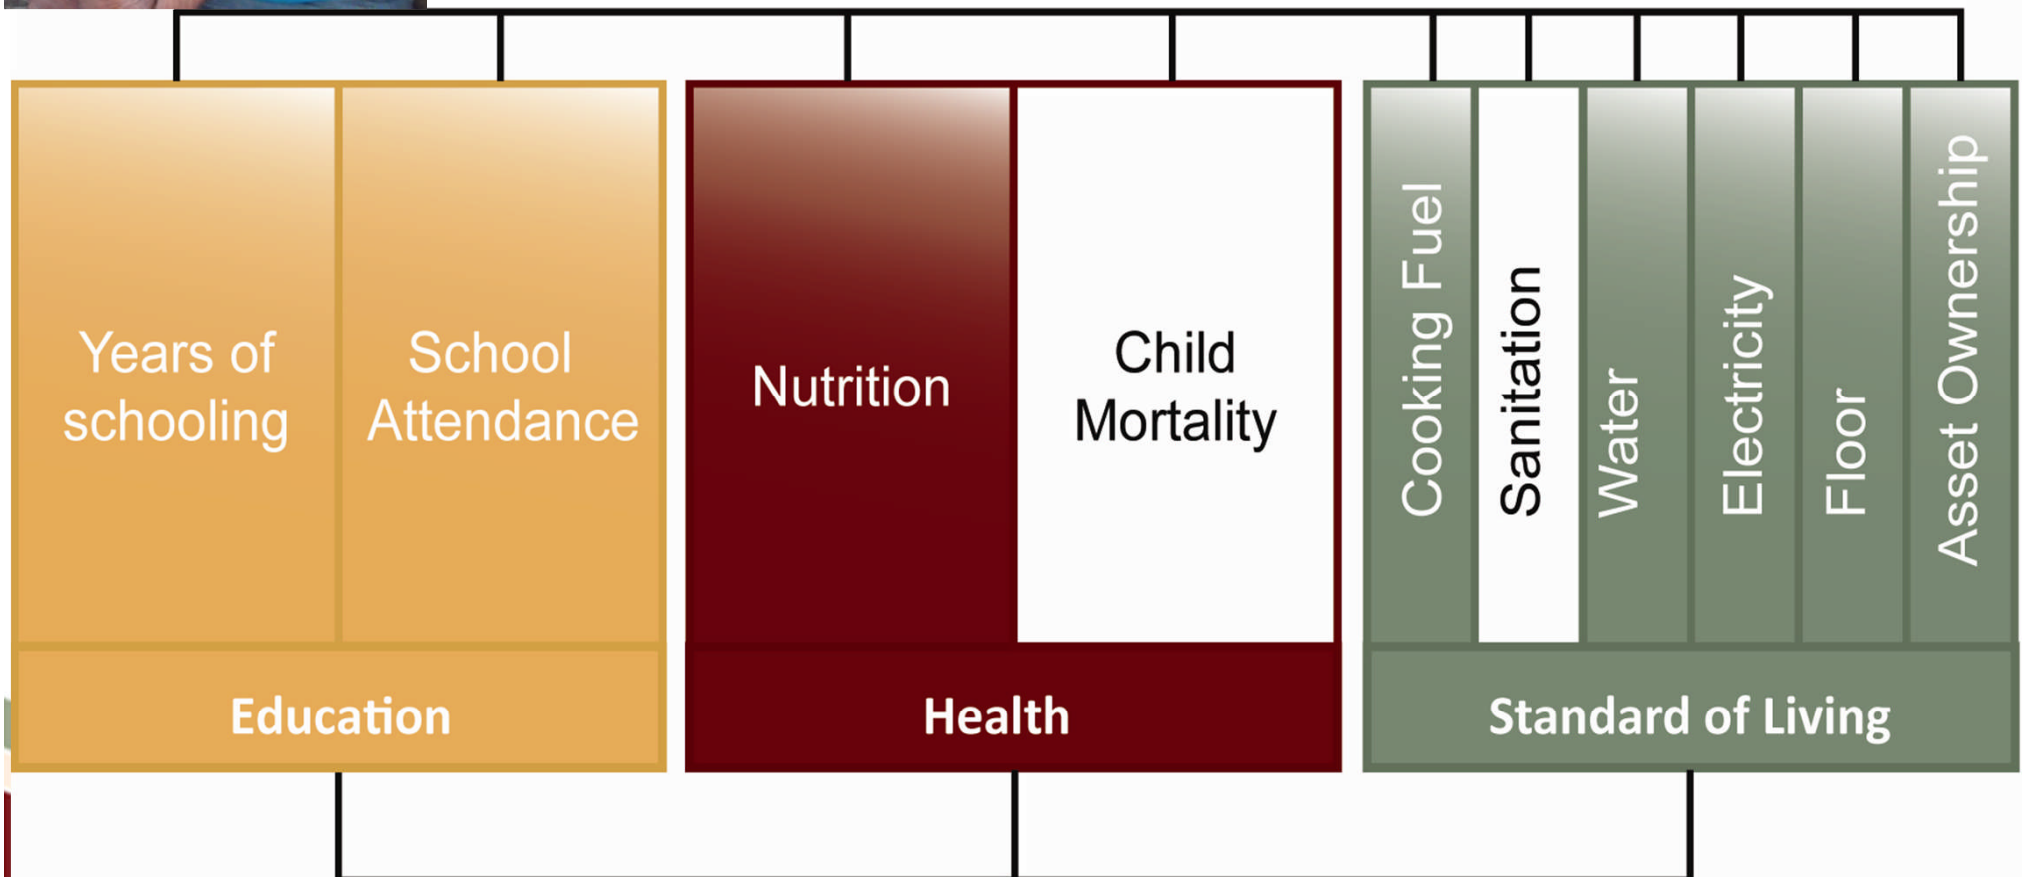 Years of
schooling
School
Attendance
Nutrition
Child
Mortality
Cooking Fuel
Sanitation
Water
Electricity
Floor
Asset Ownership
Education
Health
Standard of Living